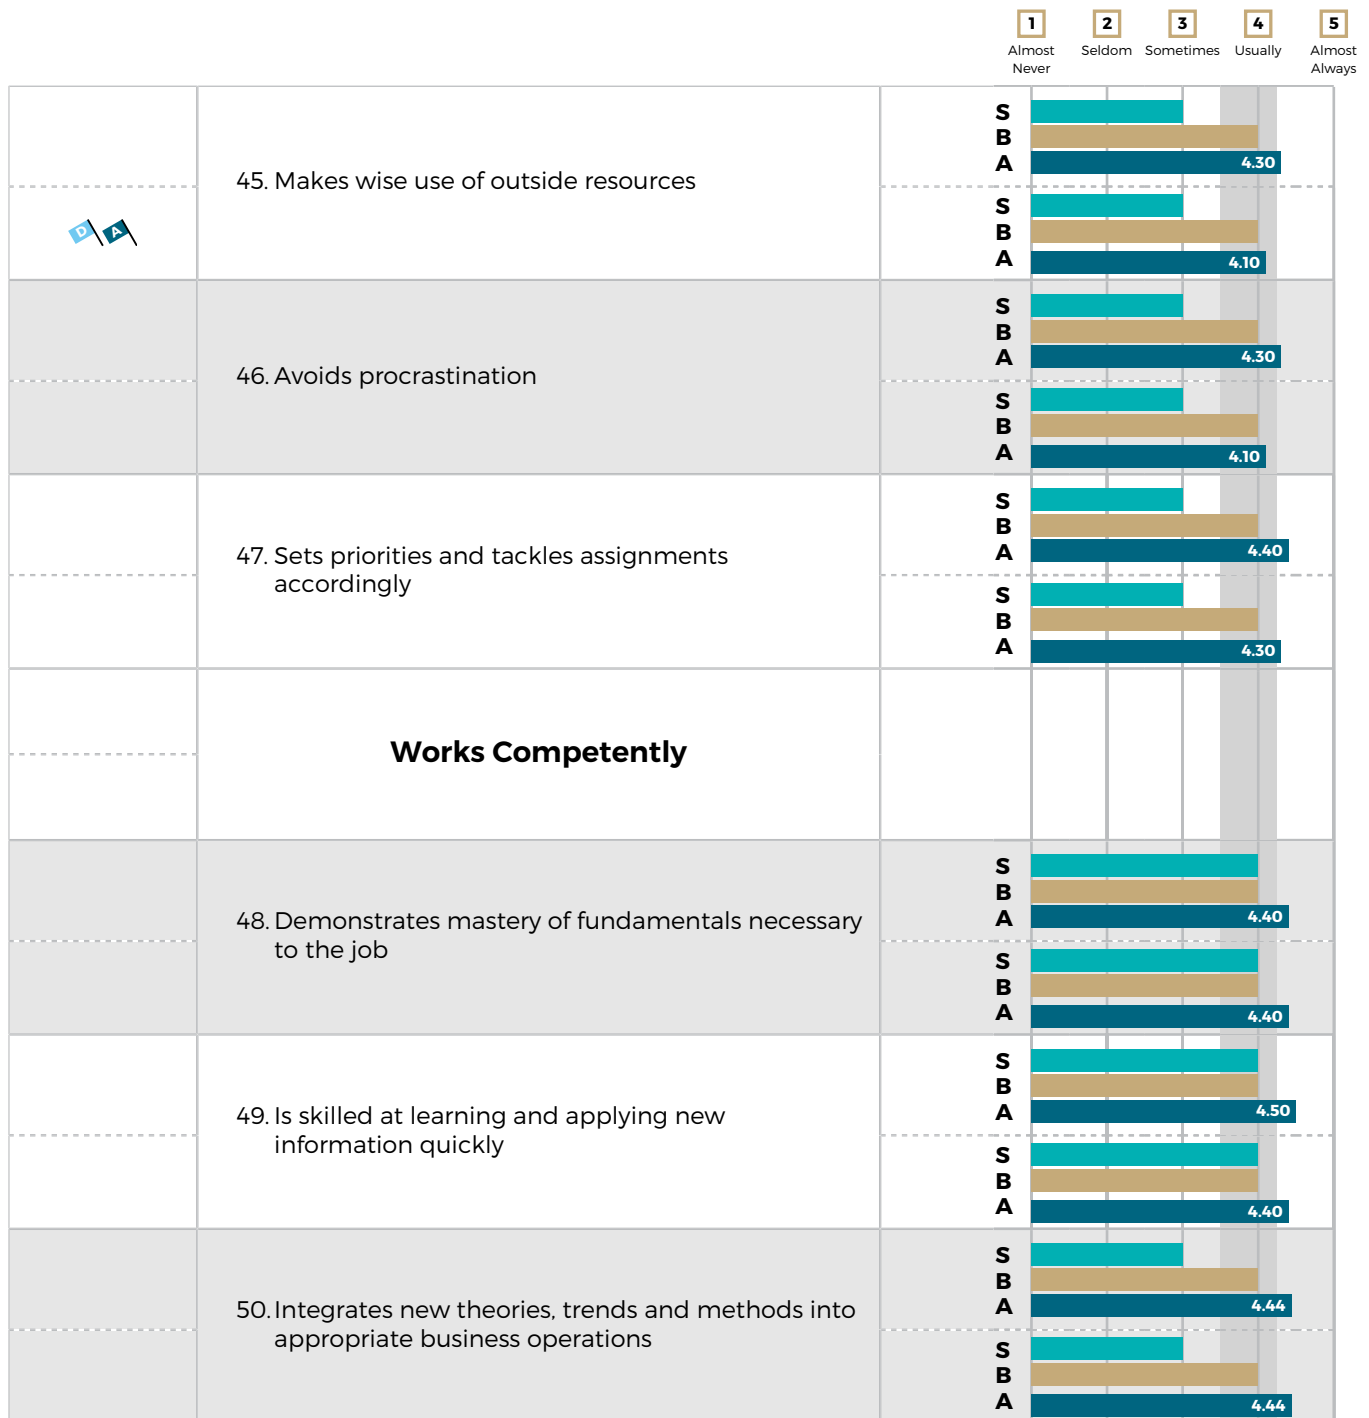 1 2 3 4 5
Almost Never Seldom Sometimes Usually Almost Always
S
B
A 4.30
45. Makes wise use of outside resources
D A
S
B
A 4.10
S
B
A 4.30
46. Avoids procrastination
S
B
A 4.10
S
B
A 4.40
47. Sets priorities and tackles assignments
accordingly
S
B
A 4.30
Works Competently
S
B
A 4.40
48. Demonstrates mastery of fundamentals necessary
to the job
S
B
A 4.40
S
B
A 4.50
49. Is skilled at learning and applying new
information quickly
S
B
A 4.40
S
B
A 4.44
50. Integrates new theories, trends and methods into
appropriate business operations
S
B
A 4.44